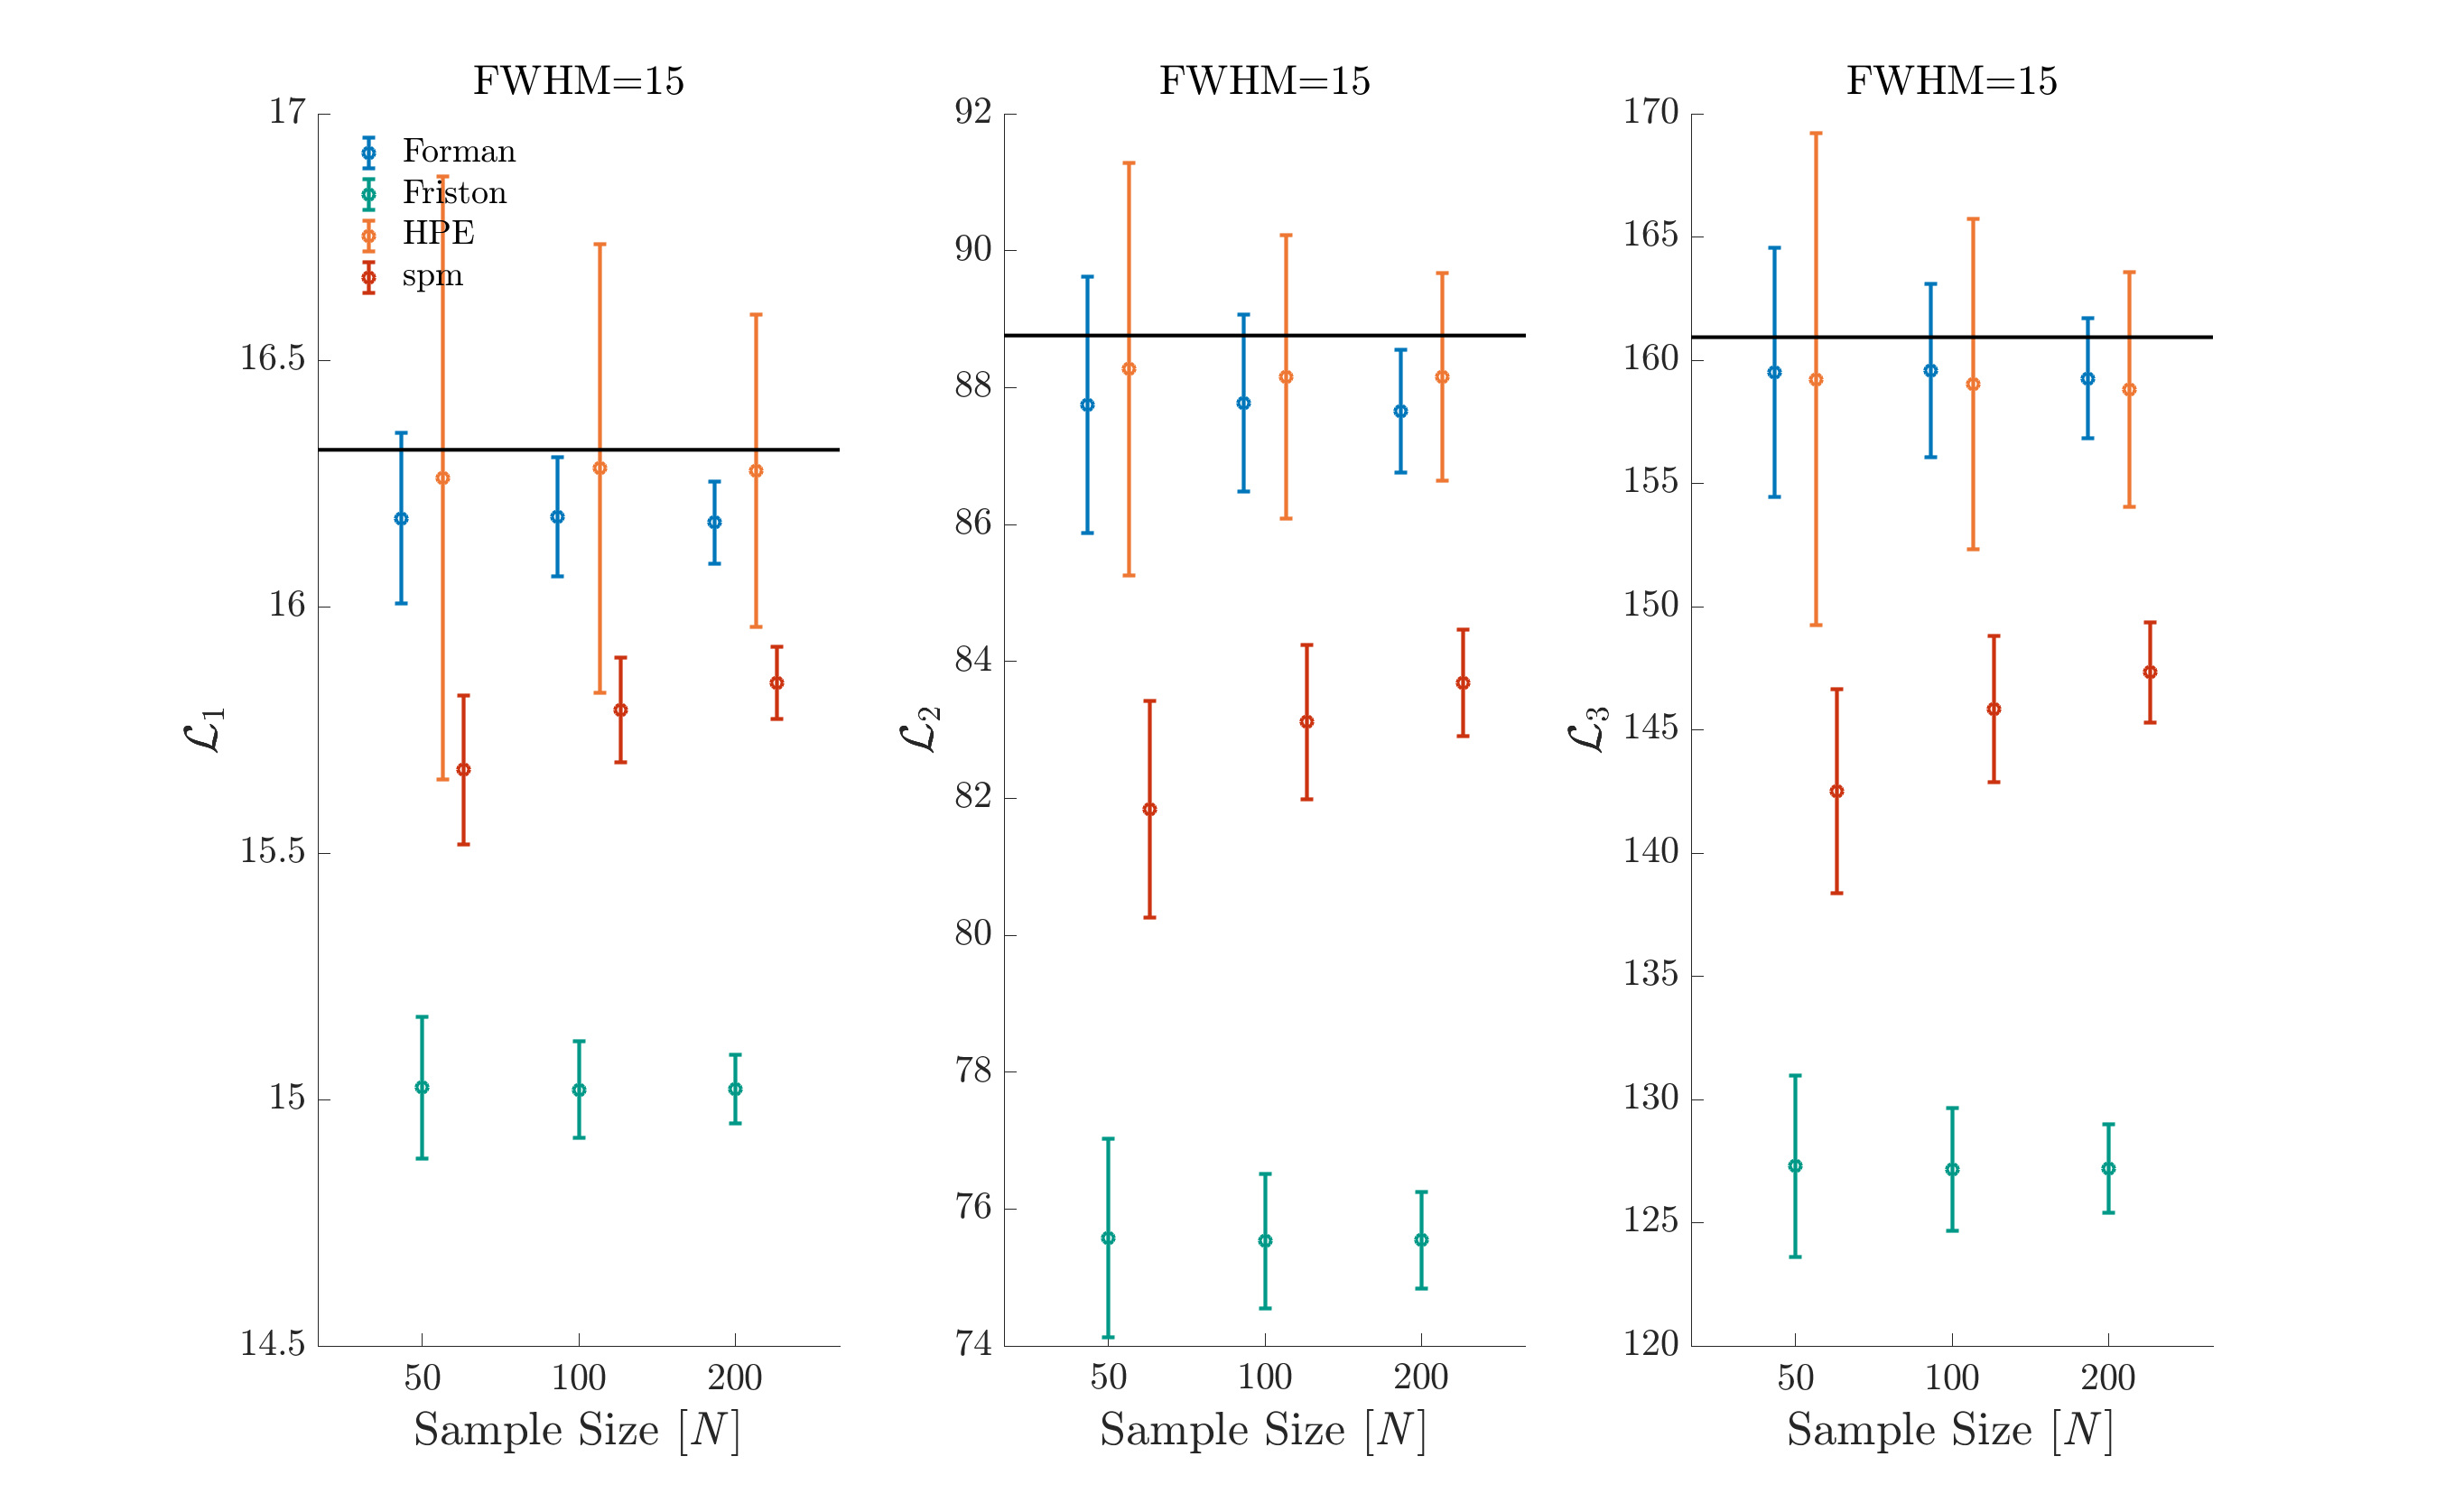 FWHM=15
17
16.5
16
15.5
15
14.5
Forman
Friston
HPE
spm
ℒ1
50 100 200
Sample Size [N]
FWHM=15
92
90
88
86
84
82
80
78
76
74
ℒ2
50 100 200
Sample Size [N]
FWHM=15
170
165
160
155
150
145
140
135
130
125
120
ℒ3
50 100 200
Sample Size [N]